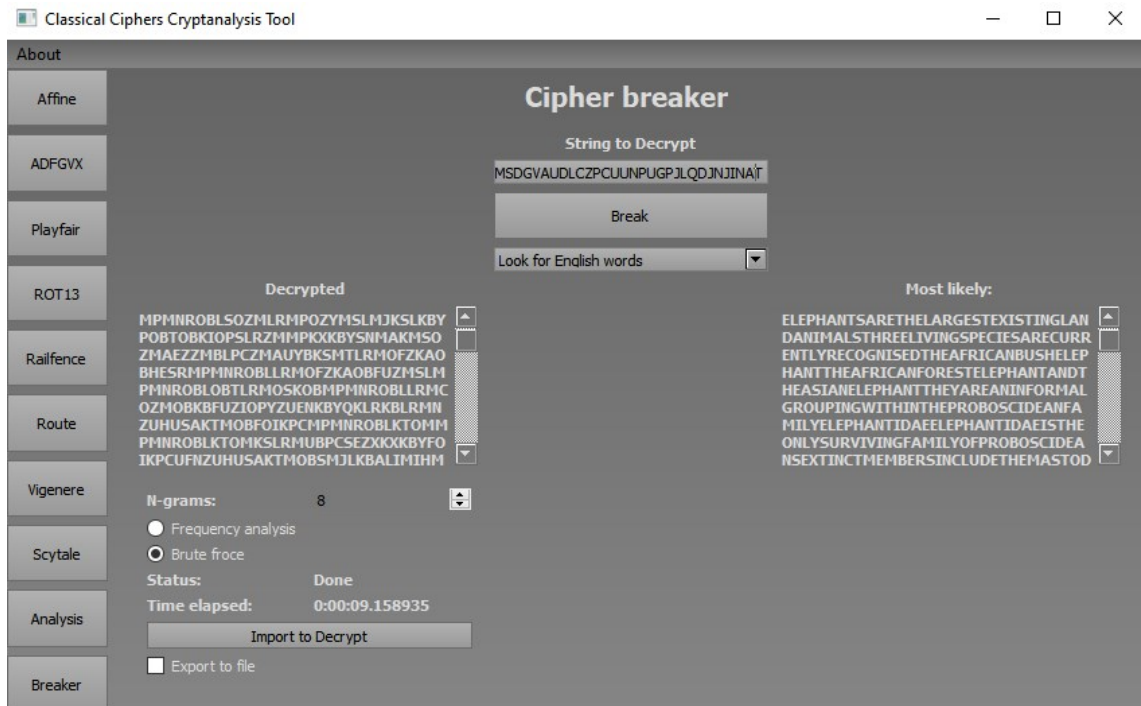 Classical Ciphers Cryptanalysis Tool
About
Affine
ADFGVX
Playfair
ROT13
Railfence
Route
Vigenere
Scytale
Analysis
Breaker
Cipher breaker
String to Decrypt
MSDGVAUDLCZPCUUNPUGPJLQDJNJINAT
Break
Look for English words
Decrypted
MPMNROBLSOZMLRMPOZYMSLMJKSLKBY
POBTOBKIOPSLRZMMPKXKBYSNMAKMSO
ZMAEZZMBLPCZMAUYBKSMTLRMOFZKAO
BHESRMPMNROBLLRMOFZKAOBFUZMSLM
PMNROBLOBTLRMOSKOBMPMNROBLLRMC
OZMOBKBFUZIOPYZUENKBYQKLRKBLRMN
ZUHUSAKTMOBFOIKPCMPMNROBLKTOMM
PMNROBLKTOMKSLRMUBPCSEZXKXKBYFO
IKPCUFNZUHUSAKTMOBSMJLKBALIMIHM
Most likely:
ELEPHANTSARETHELARGESTEXISTINGLAN
DANIMALSTHREELIVINGSPECIESARECURR
ENTLYRECOGNISEDTHEAFRICANBUSHELEP
HANTTHEAFRICANFORESTELEPHANTANDT
HEASIANELEPHANTTHEYAREANINFORMAL
GROUPINGWITHINTHEPROBOSCIDEANFA
MILYELEPHANTIDAEELEPHANTIDAEISTHE
ONLYSURVIVINGFAMILYOFPROBOSCIDEA
NSEXTINCTMEMBERSINCLUDETHEMASTOD
N-grams: 8
Frequency analysis
Brute froce
Status: Done
Time elapsed: 0:00:09.158935
Import to Decrypt
Export to file